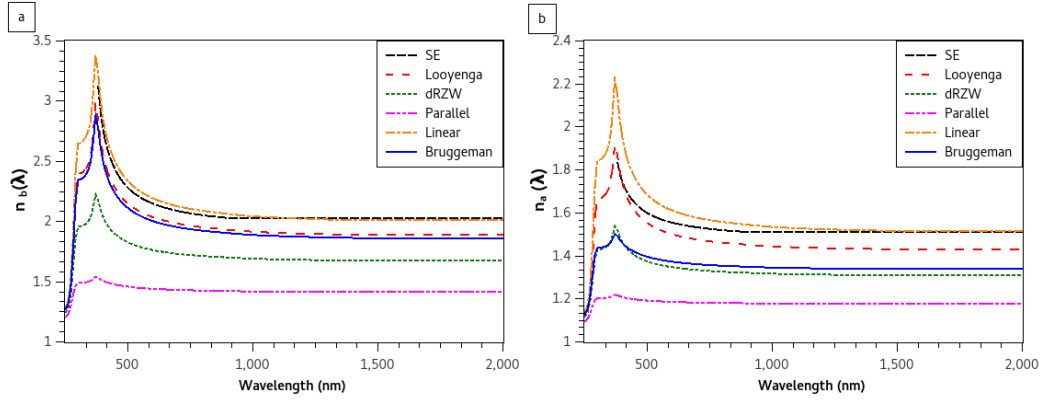 a
n b(λ)
3.5
3
2.5
2
1.5
1
500
1,000
1,500
2,000
Wavelength (nm)
SE
Looyenga
dRZW
Parallel
Linear
Bruggeman
b
na (λ)
2.4
2.2
2
1.8
1.6
1.4
1.2
1
500
1,000
1,500
2,000
Wavelength (nm)
SE
Looyenga
dRZW
Parallel
Linear
Bruggeman